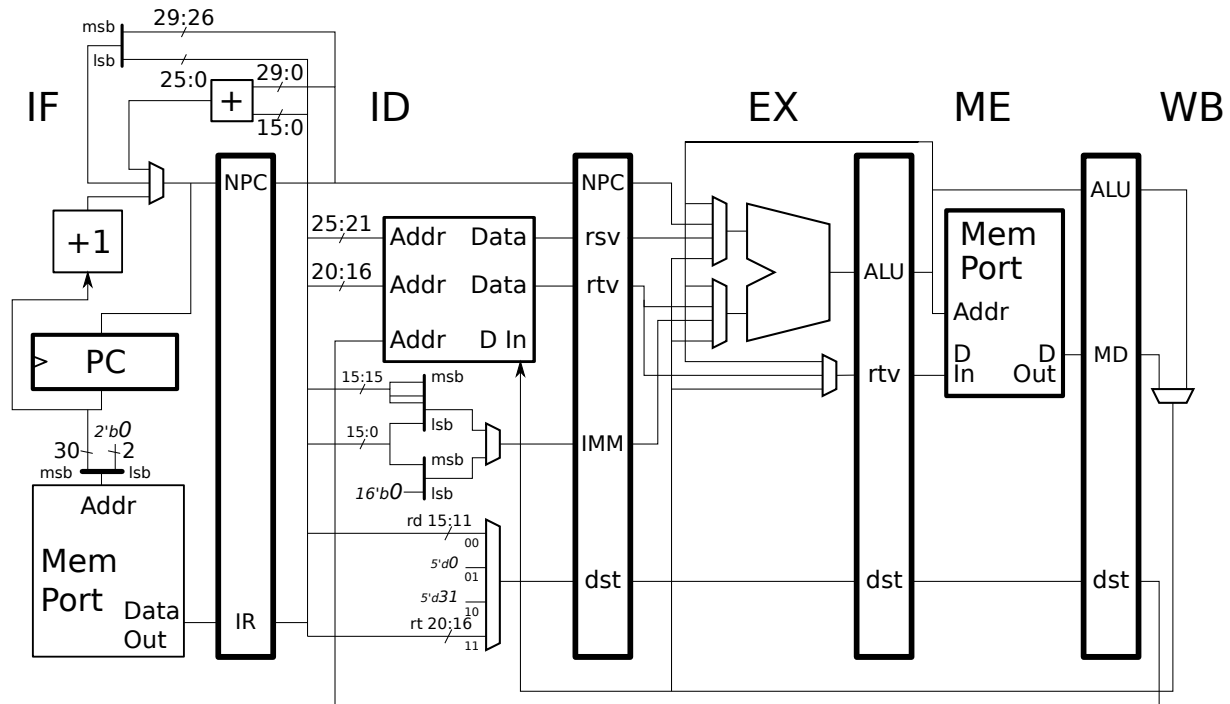 29:26
msb
lsb
25:0
29:0
+
15:0
IF
ID
EX
ME
WB
NPC
NPC
ALU
+1
25:21
Addr
Data
rsv
20:16
Addr
Data
rtv
ALU
Mem
Port
Addr
Addr
D In
PC
D
In
D
Out
MD
rtv
15:15
msb
lsb
15:0
IMM
msb
16'b0
lsb
2'b0
30
2
msb
lsb
Addr
Mem
Port
Data
Out
IR
rd 15:11
00
5'd0
01
5'd31
10
rt 20:16
11
dst
dst
dst